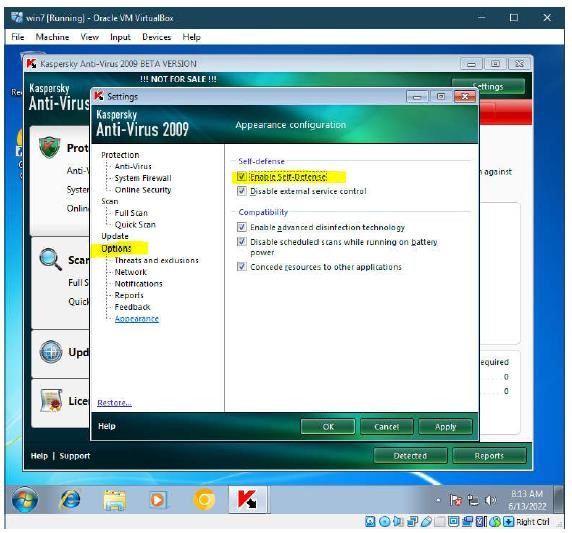 win7 [Running] - Oracle VM VirtualBox
File Machine View Input Devices Help
Kaspersky Anti-Virus 2009 BETA VERSION
!!! NOT FOR SALE !!!
Kaspersky
Anti-Virus
Settings
Settings
Kaspersky
Anti-Virus 2009
Appearance configuration
Protection
Anti-Virus
System Firewall
Online Security
Scan
Full Scan
Quick Scan
Update
Options
Threats and exclusions
Network
Notifications
Reports
Feedback
Appearance
Restore...
Self-defense
Enable Self-Defense
Disable external service control
Compatibility
Enable advanced disinfection technology
Disable scheduled scans while running on battery
power
Concede resources to other applications
Help
OK
Cancel
Apply
Prot
Anti-V
System
Onlin
Scan
Full S
Quick
Upd
Lice
n against
equired
0
0
Help | Support
Detected
Reports
8:13 AM
6/13/2022
Right Ctrl